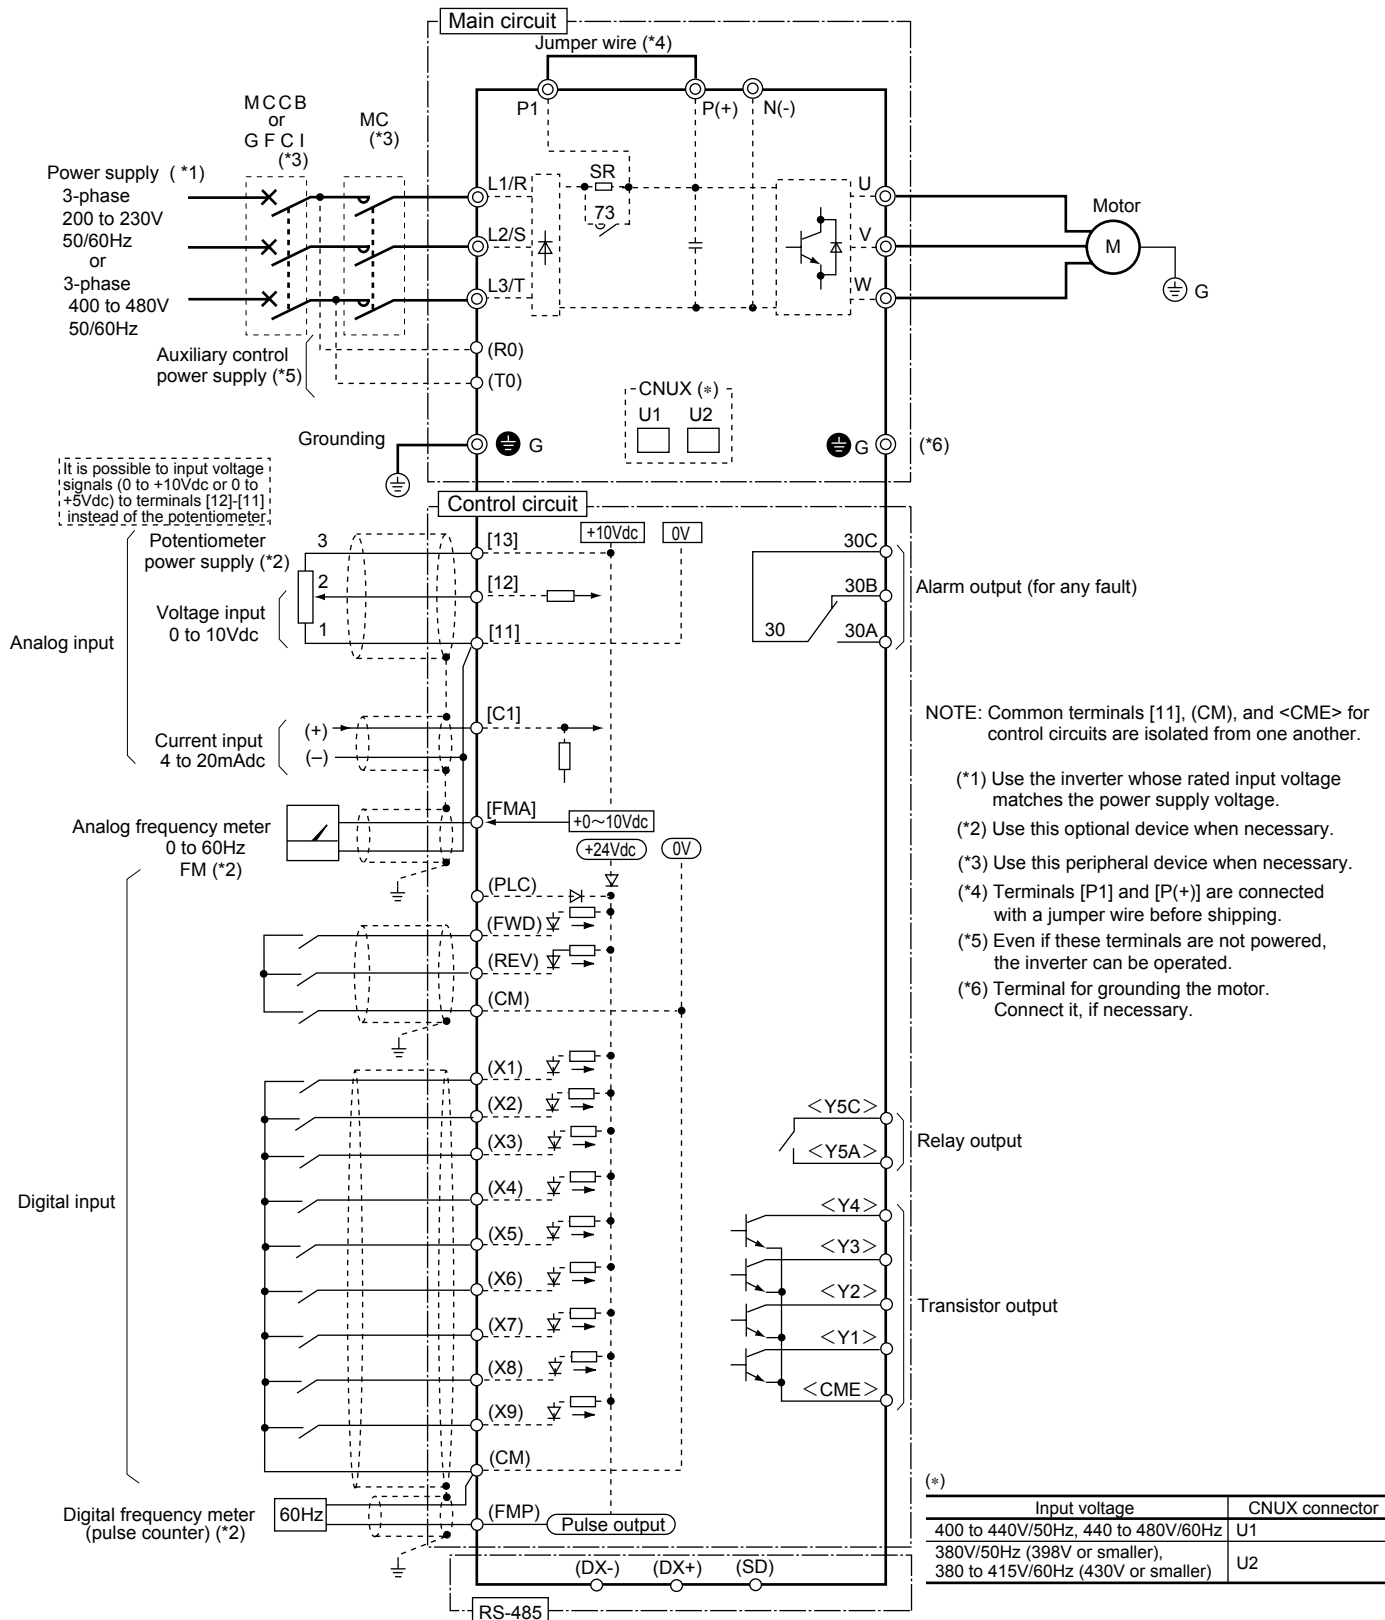 Main circuit
Jumper wire (*4)
P1
P(+)
N(-)
MCCB
or
GFCI
(*3)
MC
(*3)
Power supply (*1)
3-phase
200 to 230V
50/60Hz
or
3-phase
400 to 480V
50/60Hz
L1/R
L2/S
L3/T
SR
73
U
V
W
Motor
M
G
Auxiliary control
power supply (*5)
(R0)
(T0)
CNUX (*)
U1 U2
Grounding
G
G
(*6)
It is possible to input voltage
signals (0 to +10Vdc or 0 to
+5Vdc) to terminals [12]-[11]
instead of the potentiometer.
Control circuit
Analog input
Potentiometer
power supply (*2)
Voltage input
0 to 10Vdc
3
2
1
[13]
[12]
[11]
+10Vdc
0V
30C
30B
30
30A
Alarm output (for any fault)
Current input
4 to 20mAdc
(+)
(–)
[C1]
Analog frequency meter
0 to 60Hz
FM (*2)
[FMA]
+0～10Vdc
+24Vdc
0V
NOTE: Common terminals [11], (CM), and <CME> for
control circuits are isolated from one another.
(*1) Use the inverter whose rated input voltage
matches the power supply voltage.
(*2) Use this optional device when necessary.
(*3) Use this peripheral device when necessary.
(*4) Terminals [P1] and [P(+)] are connected
with a jumper wire before shipping.
(*5) Even if these terminals are not powered,
the inverter can be operated.
(*6) Terminal for grounding the motor.
Connect it, if necessary.
Digital input
(PLC)
(FWD)
(REV)
(CM)
(X1)
(X2)
(X3)
(X4)
(X5)
(X6)
(X7)
(X8)
(X9)
(CM)
<Y5C>
<Y5A>
Relay output
<Y4>
<Y3>
<Y2>
<Y1>
<CME>
Transistor output
Digital frequency meter
(pulse counter) (*2)
60Hz
(FMP)
Pulse output
(DX-) (DX+) (SD)
RS-485
(*)
Input voltage CNUX connector
400 to 440V/50Hz, 440 to 480V/60Hz U1
380V/50Hz (398V or smaller),
380 to 415V/60Hz (430V or smaller) U2